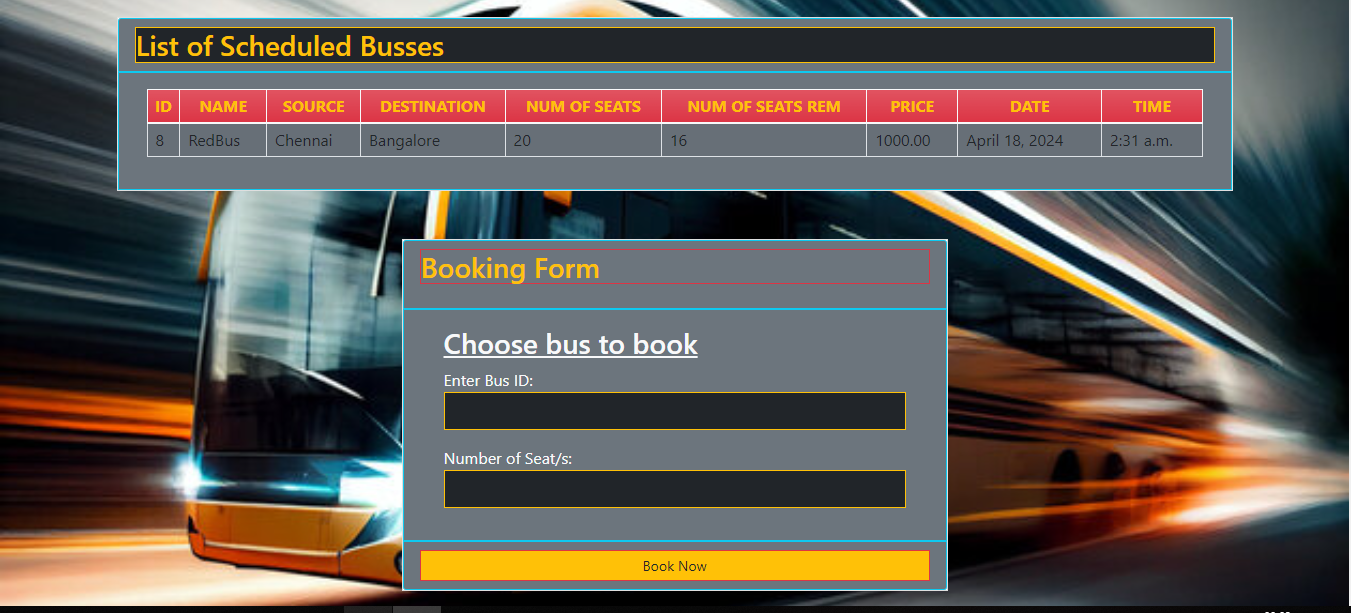 List of Scheduled Busses
ID NAME SOURCE DESTINATION NUM OF SEATS NUM OF SEATS REM PRICE DATE TIME
8 RedBus Chennai Bangalore 20 16 1000.00 April 18, 2024 2:31 a.m.
Booking Form
Choose bus to book
Enter Bus ID:
Number of Seat/s:
Book Now